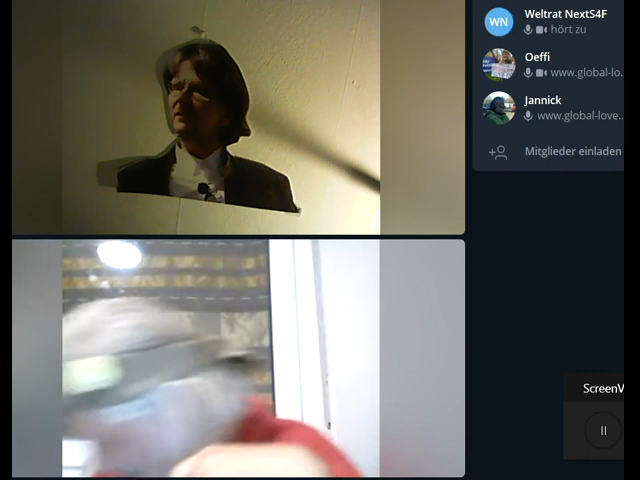 WN
Weltrat NextS4F
hört zu
Oeffi
www.global-lo..
Jannick
www.global-love..
Mitglieder einladen
ScreenV